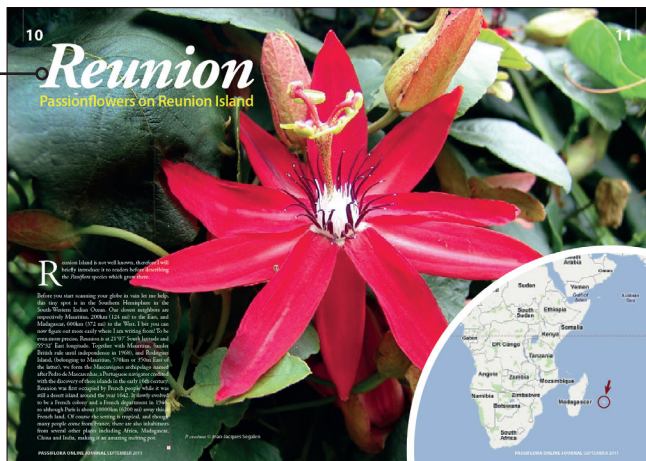 10
11
Reunion
Passionflowers on Reunion Island
Reunion Island is not well known, therefore I will
briefly introduce it to readers before describing
the Passiflora species which grow there.
Before you start scanning your globe in vain let me help,
this tiny spot is in the Southern Hemisphere in the
South-Western Indian Ocean. Our closest neighbors are
respectively Mauritius, 200km (124 mi) to the East, and
Madagascar, 600km (372 mi) to the West. I bet you can
now figure out more easily where I am writing from! To be
even more precise, Reunion is at 21°07' South latitude and
55°32' East longitude. Together with Mauritius, (under
British rule until independence in 1968), and Rodrigues
Island, (belonging to Mauritius, 570km or 350mi East of
the latter), we form the Mascareignes archipelago named
after Pedro de Mascarenhas, a Portuguese navigator credited
with the discovery of these islands in the early 16th century.
Reunion was first occupied by French people while it was
still a desert island around the year 1642. It slowly evolved
to be a French colony and a French department in 1946
so although Paris is about 10000km (6200 mi) away this is
French land. Of course the setting is tropical, and though
many people come from France, there are also inhabitants
from several other places including Africa, Madagascar,
China and India, making it an amazing melting pot.
© Jean-Jacques Segalen
Saudi
Arabia
Oman
Sudan
Yemen
Gulf of
Aden
Arabian
Sea
South
Sudan
Ethiopia
Somalia
Gabon
Kenya
DR Congo
Tanzania
Angola
Zambia
Mozambique
Namibia
Zimbabwe
Madagascar
Botswana
South
Africa
PASSIFLORA ONLINE JOURNAL SEPTEMBER 2011
PASSIFLORA ONLINE JOURNAL SEPTEMBER 2011